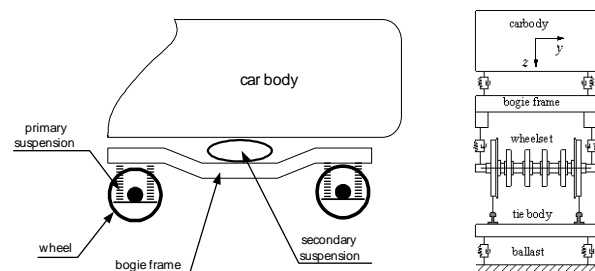 car body
primary
suspension
wheel
bogie frame
secondary
suspension
carbody
y
z
bogie frame
wheelset
tie body
ballast